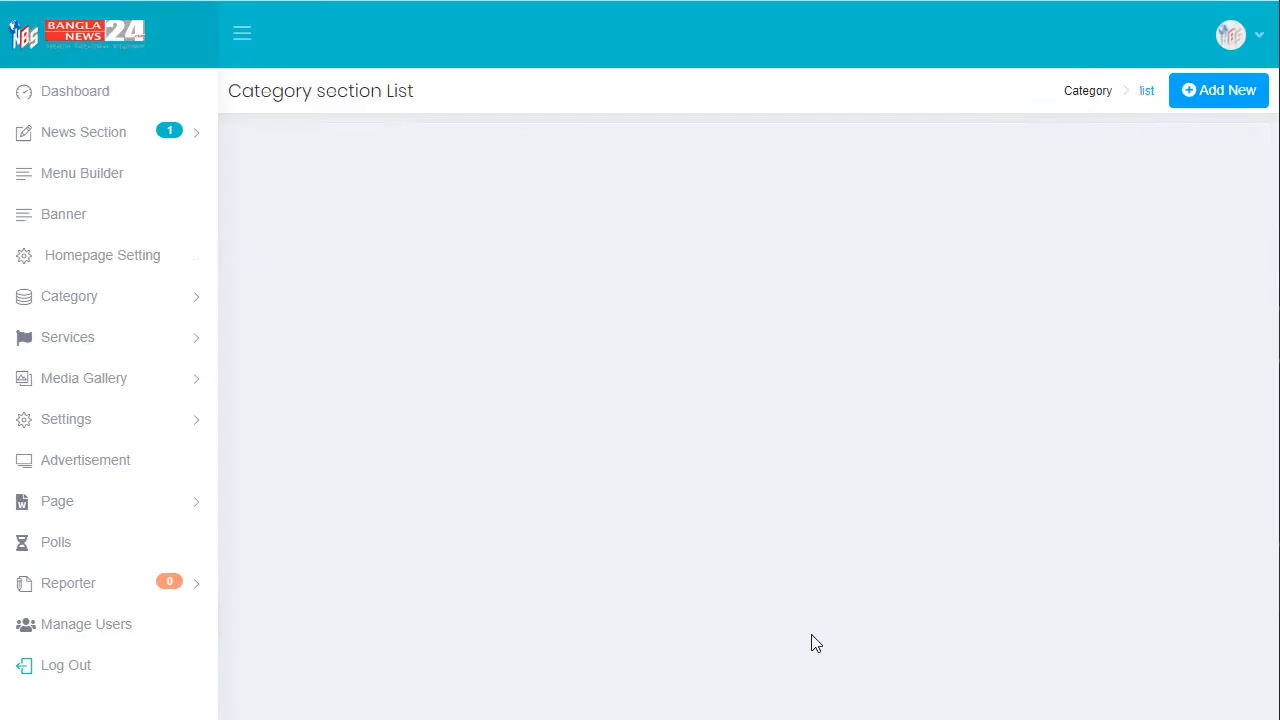 NBS BANGLA NEWS 24
Category section List
Category
list
Add New
Dashboard
News Section 1
Menu Builder
Banner
Homepage Setting
Category
Services
Media Gallery
Settings
Advertisement
Page
Polls
Reporter 0
Manage Users
Log Out